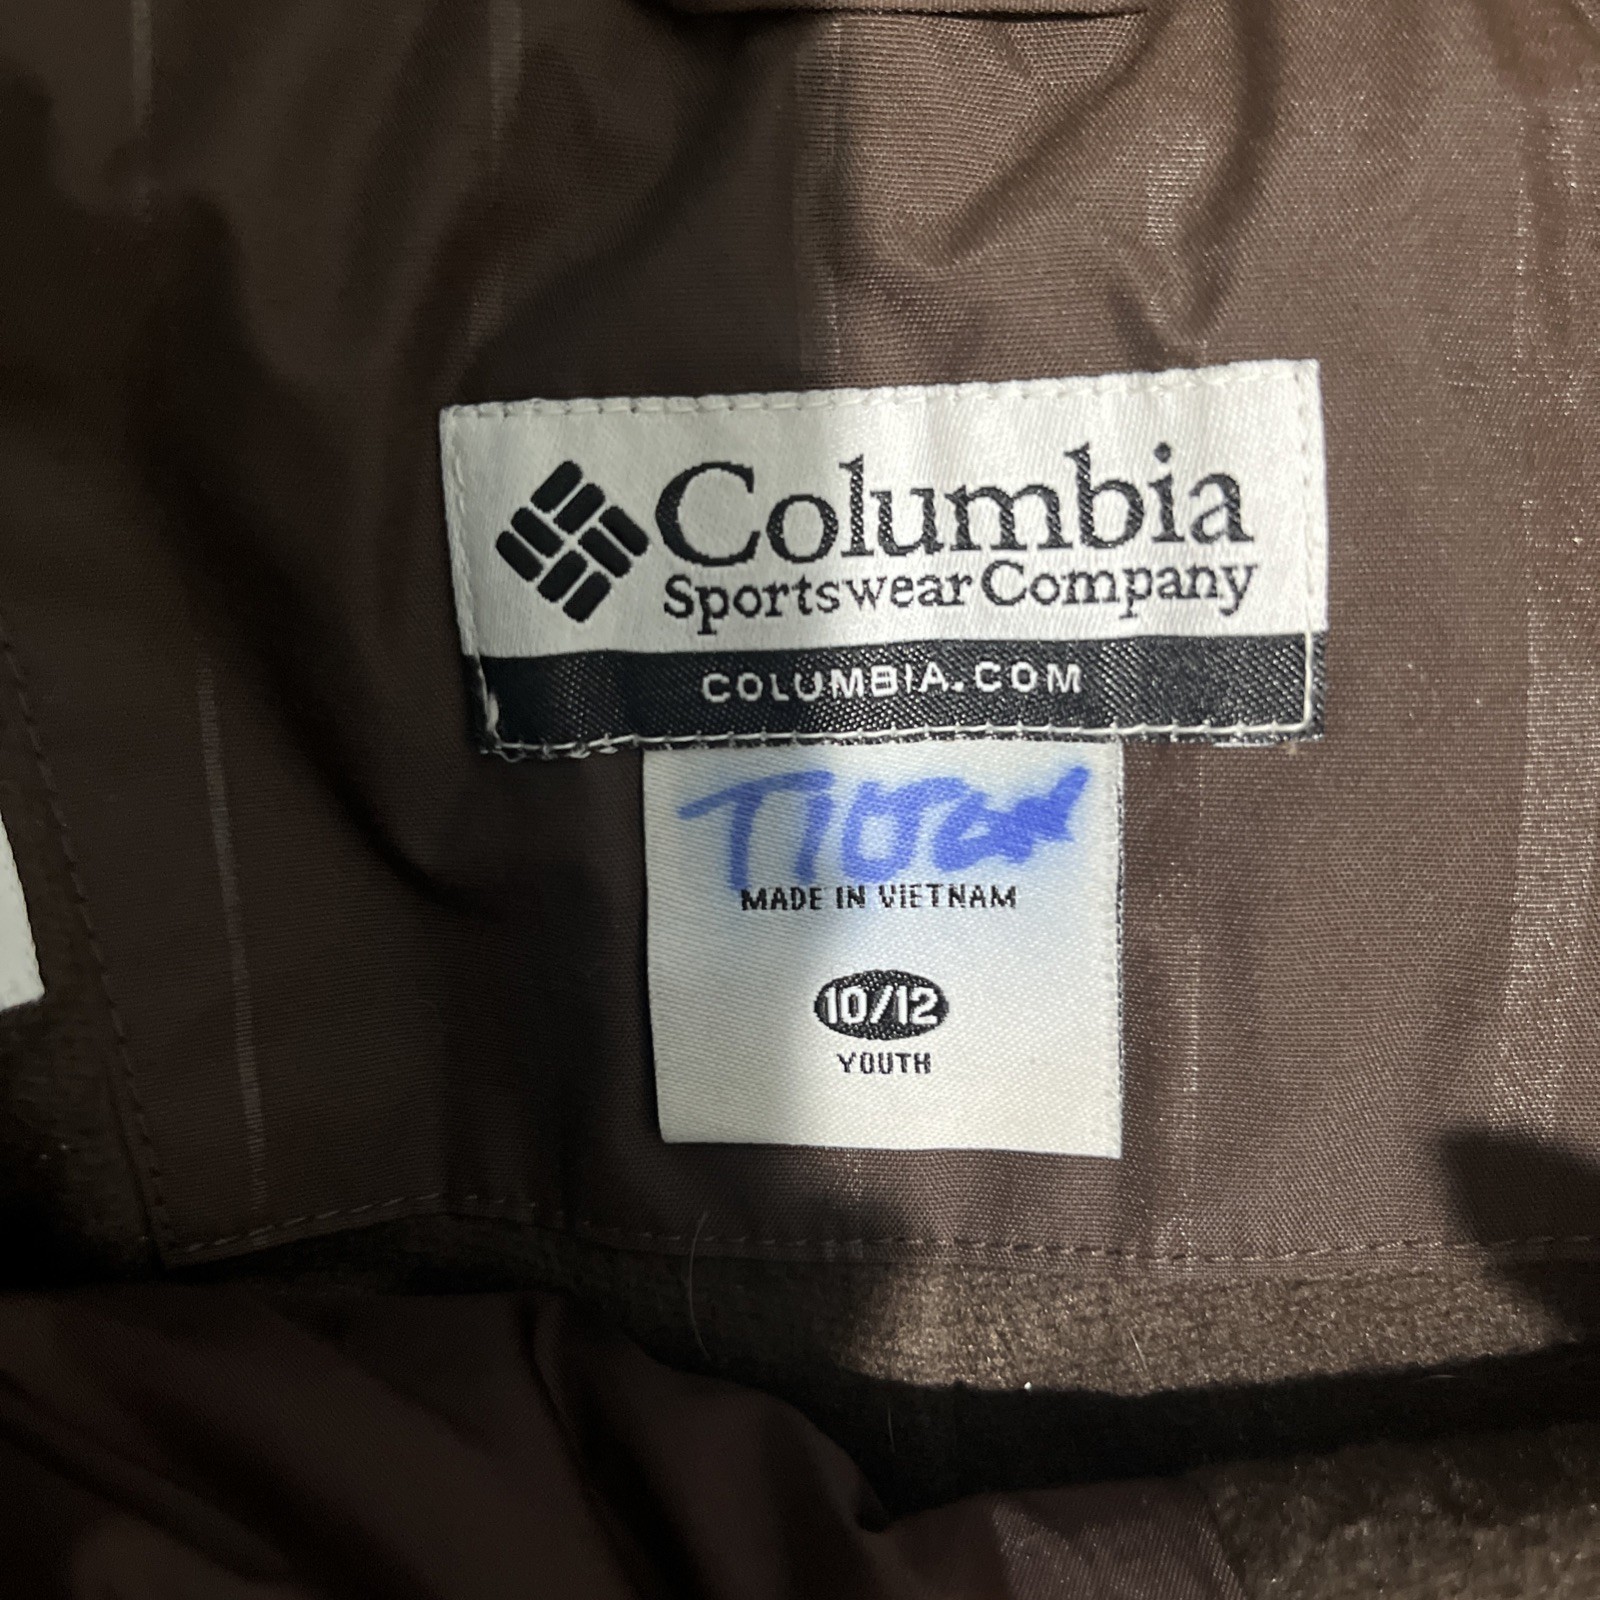 Columbia
Sportswear Company
COLUMBIA.COM
MADE IN VIETNAM
10/12
YOUTH